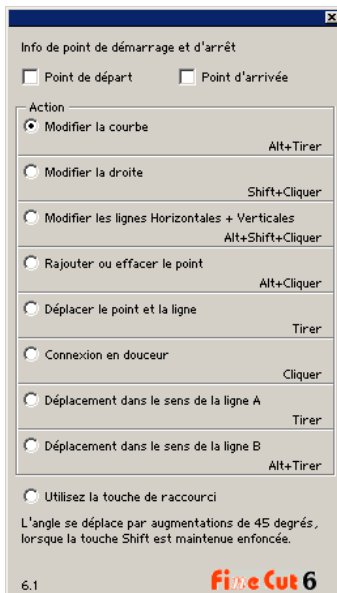 Info de point de démarrage et d'arrêt
Point de départ Point d'arrivée
Action
Modifier la courbe
Alt+Tirer
Modifier la droite
Shift+Cliquer
Modifier les lignes Horizontales + Verticales
Alt+Shift+Cliquer
Rajouter ou effacer le point
Alt+Cliquer
Déplacer le point et la ligne
Tirer
Connexion en douceur
Cliquer
Déplacement dans le sens de la ligne A
Tirer
Déplacement dans le sens de la ligne B
Alt+Tirer
Utilisez la touche de raccourci
L'angle se déplace par augmentations de 45 degrés,
lorsque la touche Shift est maintenue enfoncée.
6.1 Fine Cut 6